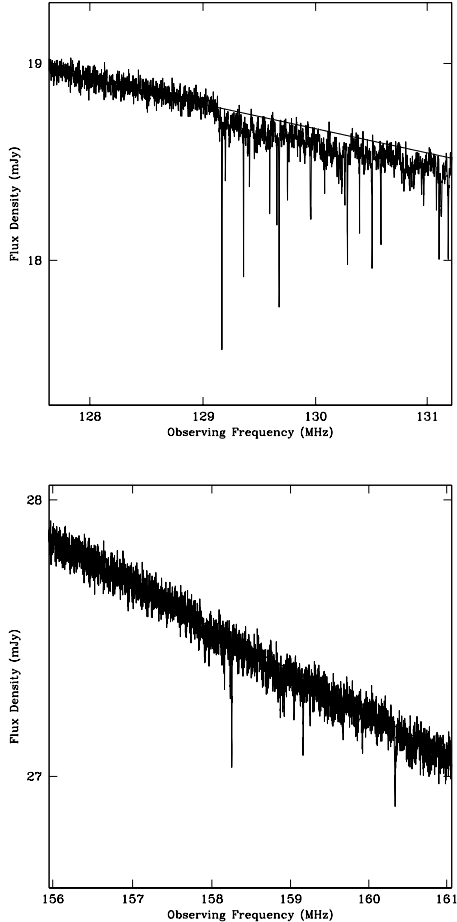 19
18
Flux Density (mJy)
128 129 130 131
Observing Frequency (MHz)
28
27
Flux Density (mJy)
156 157 158 159 160 161
Observing Frequency (MHz)